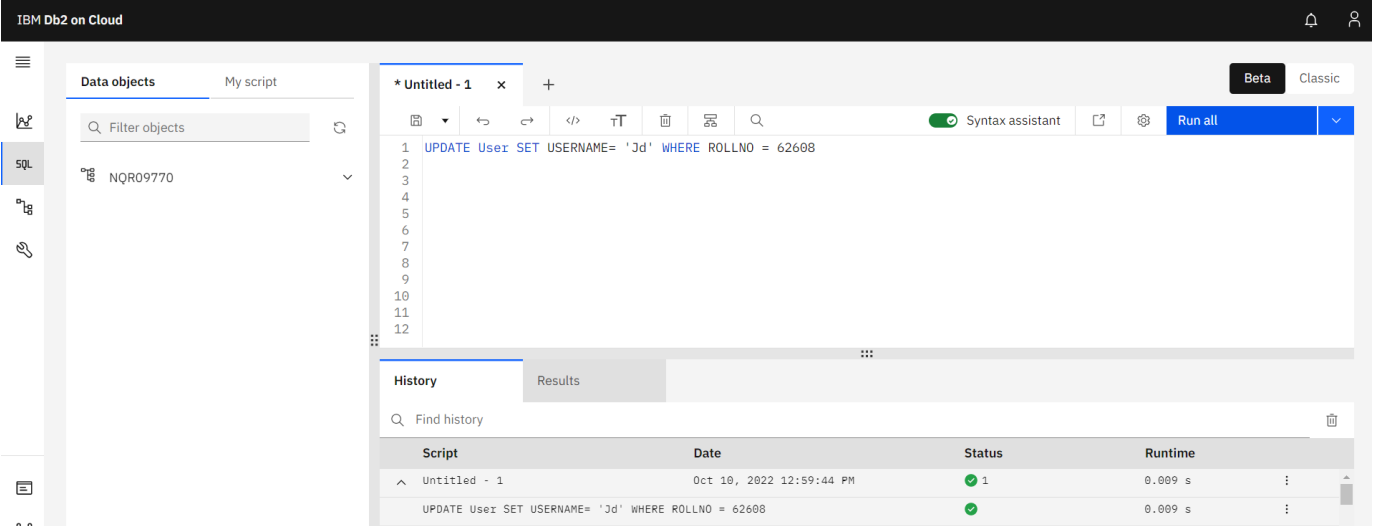 IBM Db2 on Cloud
Data objects My script
Filter objects
NQR09770
SQL
* Untitled - 1
Beta Classic
Syntax assistant
Run all
1 UPDATE User SET USERNAME= 'Jd' WHERE ROLLNO = 62608
2
3
4
5
6
7
8
9
10
11
12
History Results
Find history
Script Date Status Runtime
Untitled - 1 Oct 10, 2022 12:59:44 PM 1 0.009 s
UPDATE User SET USERNAME= 'Jd' WHERE ROLLNO = 62608 0.009 s